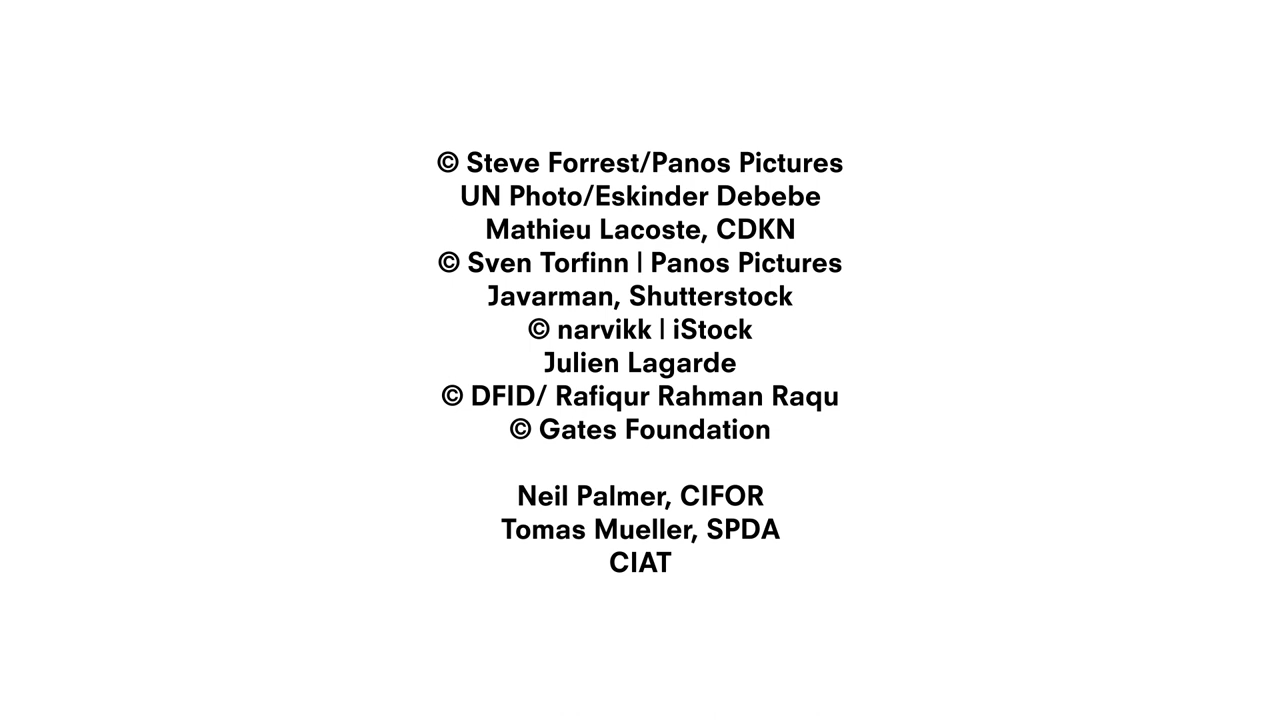 © Steve Forrest/Panos Pictures
UN Photo/Eskinder Debebe
Mathieu Lacoste, CDKN
© Sven Torfinn | Panos Pictures
Javarman, Shutterstock
© narvikk | iStock
Julien Lagarde
© DFID/ Rafiqur Rahman Raqu
© Gates Foundation
Neil Palmer, CIFOR
Tomas Mueller, SPDA
CIAT